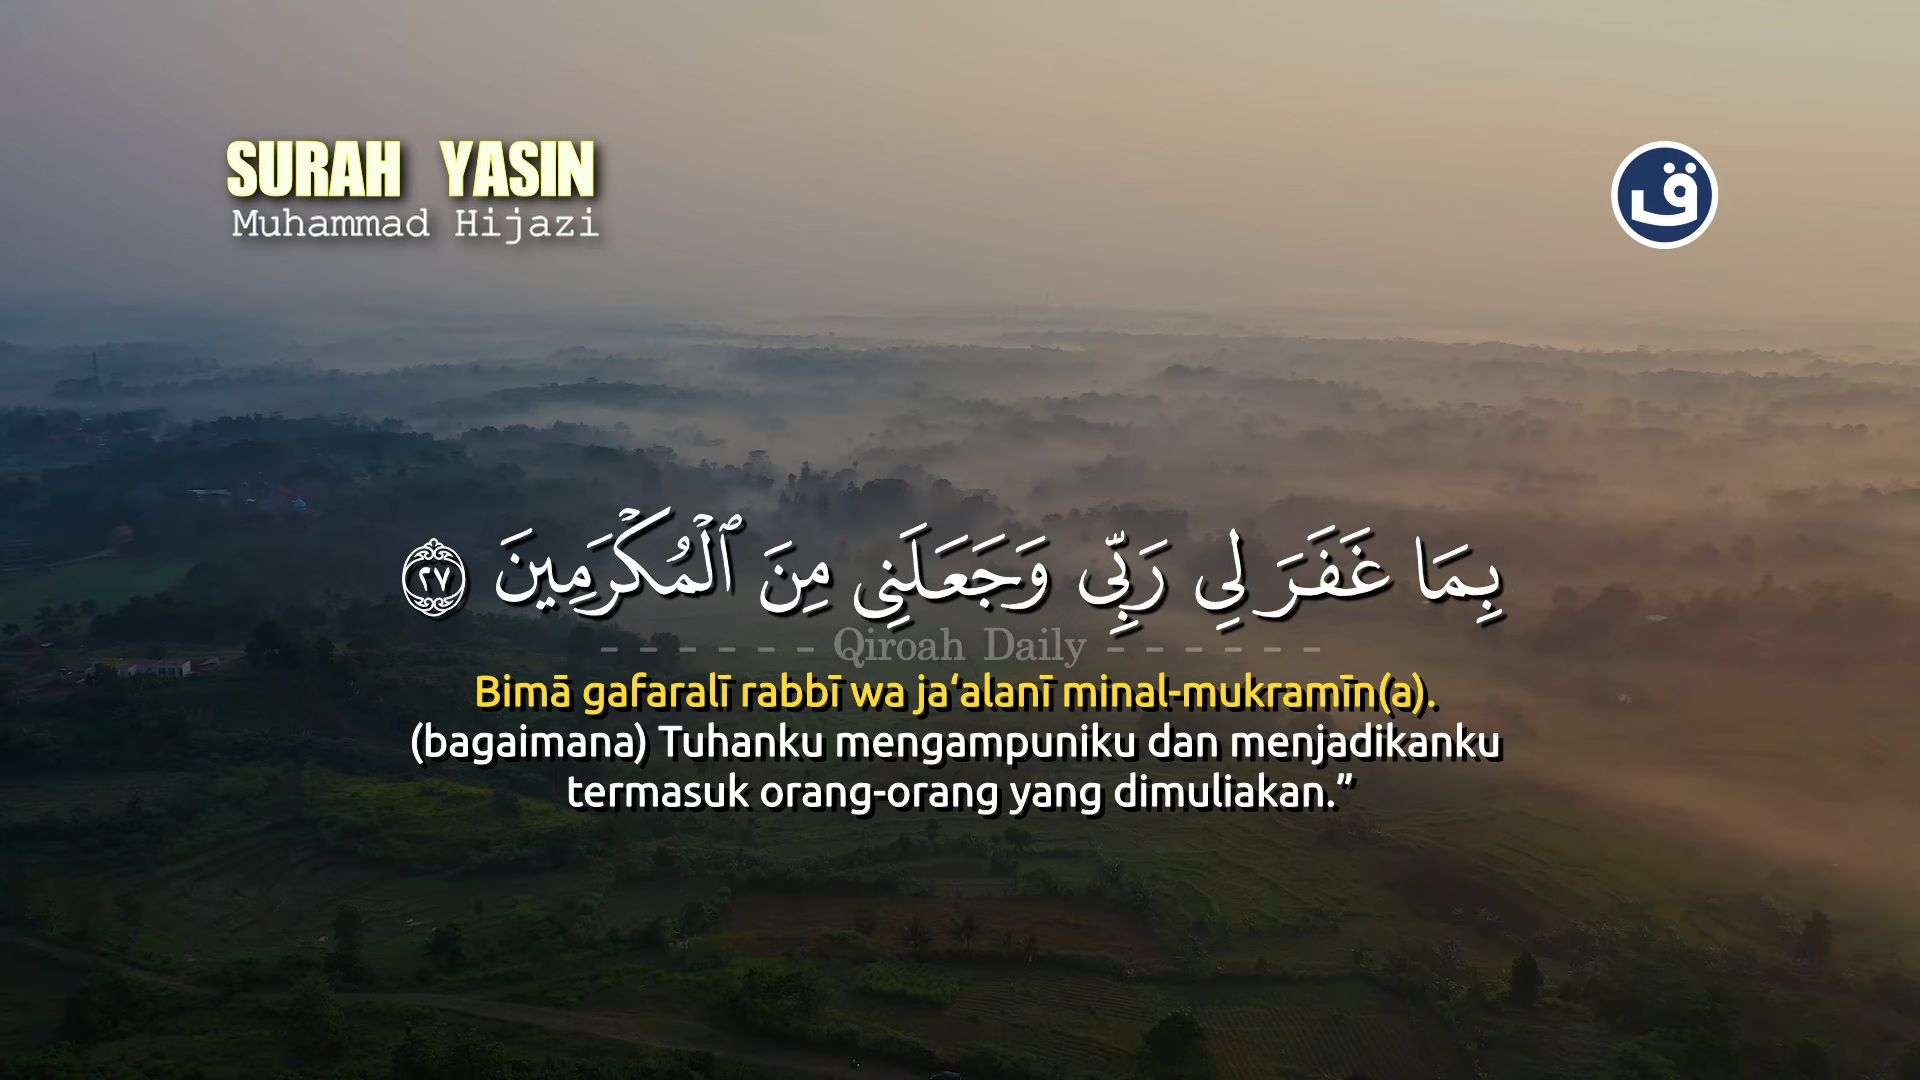 SURAH YASIN
Muhammad Hijazi
ق
بِمَا غَفَرَ لِي رَبِّي وَجَعَلَنِي مِنَ ٱلْمُكْرَمِينَ ٢٧
- - - - - - Qiroah Daily - - - - - -
Bimā gafaralī rabbī wa ja‘alanī minal-mukramīn(a).
(bagaimana) Tuhanku mengampuniku dan menjadikanku
termasuk orang-orang yang dimuliakan.”